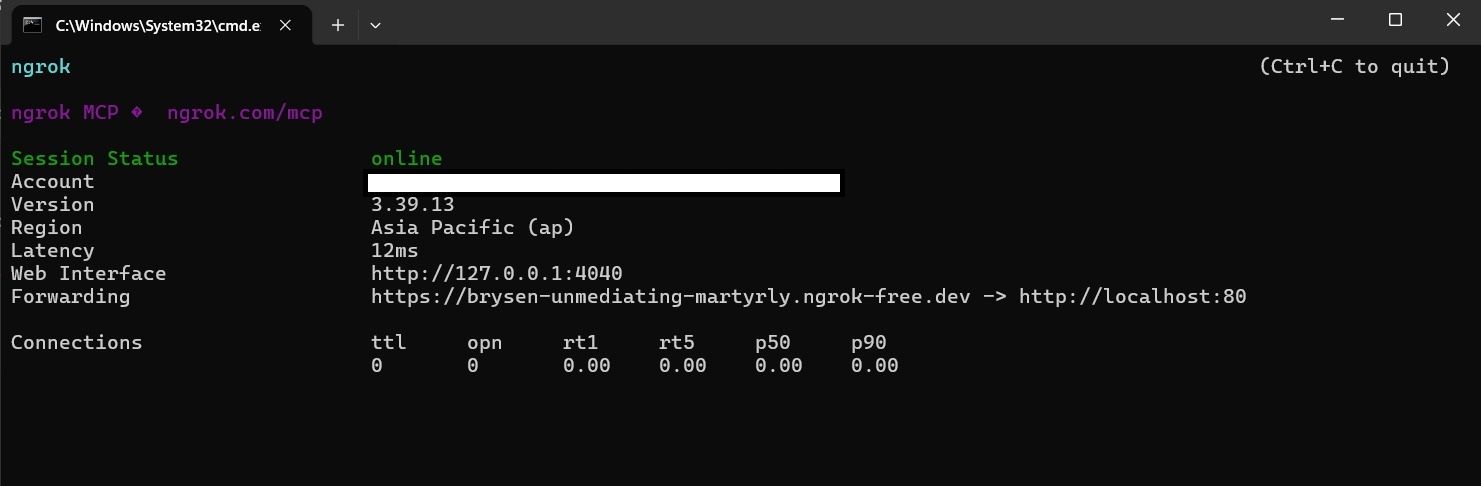 C:\Windows\System32\cmd.e
ngrok (Ctrl+C to quit)
ngrok MCP � ngrok.com/mcp
Session Status online
Account
Version 3.39.13
Region Asia Pacific (ap)
Latency 12ms
Web Interface http://127.0.0.1:4040
Forwarding https://brysen-unmediating-martyrly.ngrok-free.dev -> http://localhost:80
Connections ttl opn rt1 rt5 p50 p90
0 0 0.00 0.00 0.00 0.00